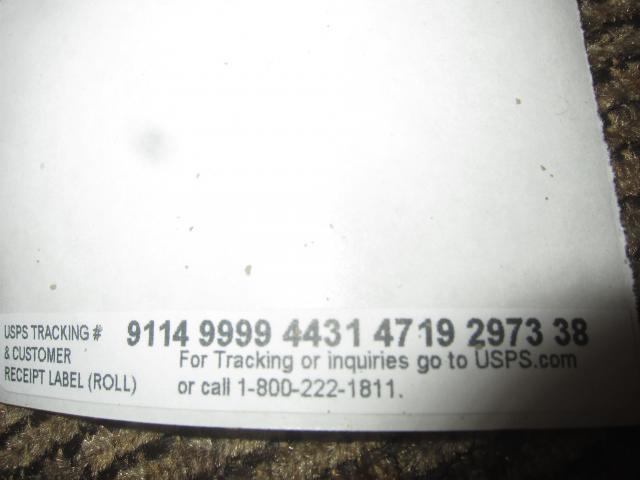 USPS TRACKING #
& CUSTOMER
RECEIPT LABEL (ROLL)
9114 9999 4431 4719 2973 38
For Tracking or inquiries go to USPS.com
or call 1-800-222-1811.